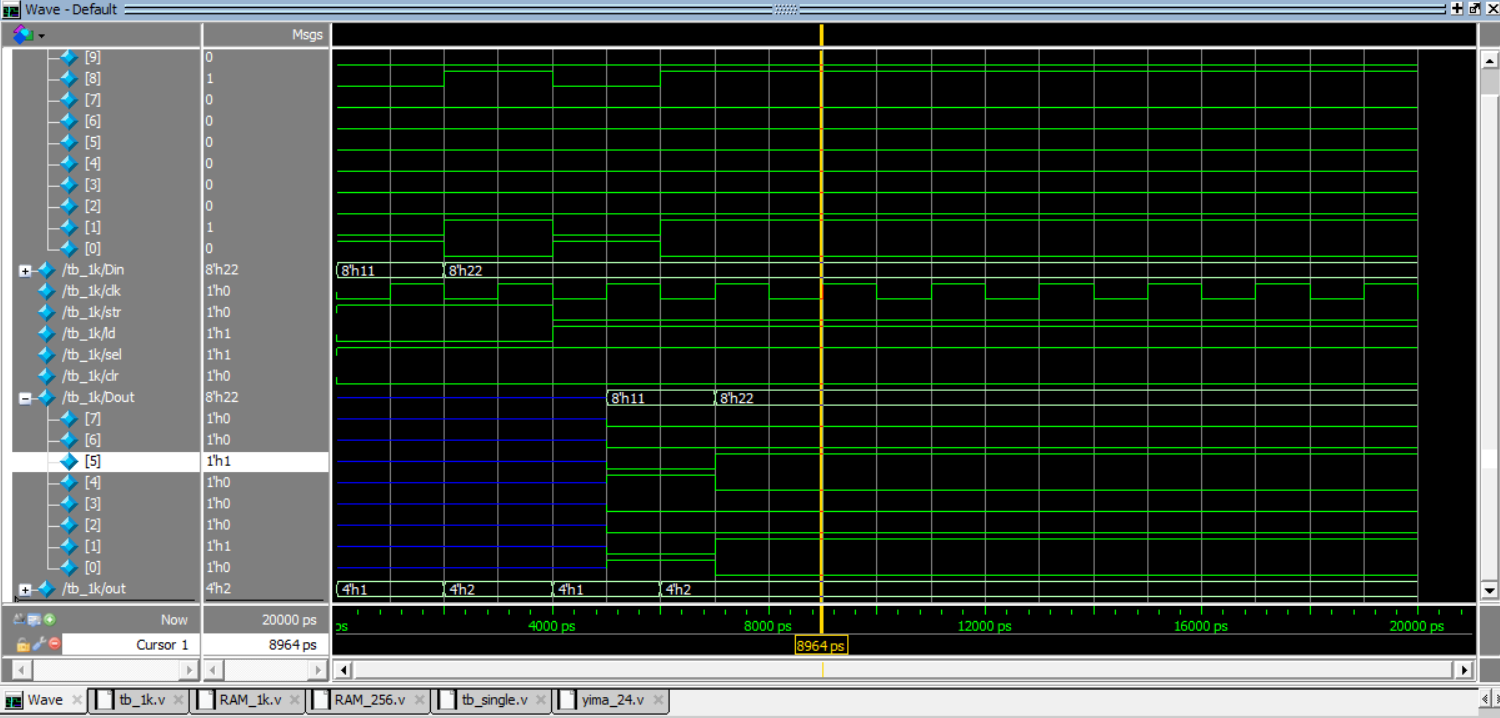 Wave - Default
Msgs
[9] 0
[8] 1
[7] 0
[6] 0
[5] 0
[4] 0
[3] 0
[2] 0
[1] 1
[0] 0
/tb_1k/Din 8'h22 8'h11 8'h22
/tb_1k/clk 1'h0
/tb_1k/str 1'h0
/tb_1k/ld 1'h1
/tb_1k/sel 1'h1
/tb_1k/clr 1'h0
/tb_1k/Dout 8'h22 8'h11 8'h22
[7] 1'h0
[6] 1'h0
[5] 1'h1
[4] 1'h0
[3] 1'h0
[2] 1'h0
[1] 1'h1
[0] 1'h0
/tb_1k/out 4'h2 4'h1 4'h2 4'h1 4'h2
Now 20000 ps ps 4000 ps 8000 ps 12000 ps 16000 ps 20000 ps
Cursor 1 8964 ps 8964 ps
Wave tb_1k.v RAM_1k.v RAM_256.v tb_single.v yima_24.v